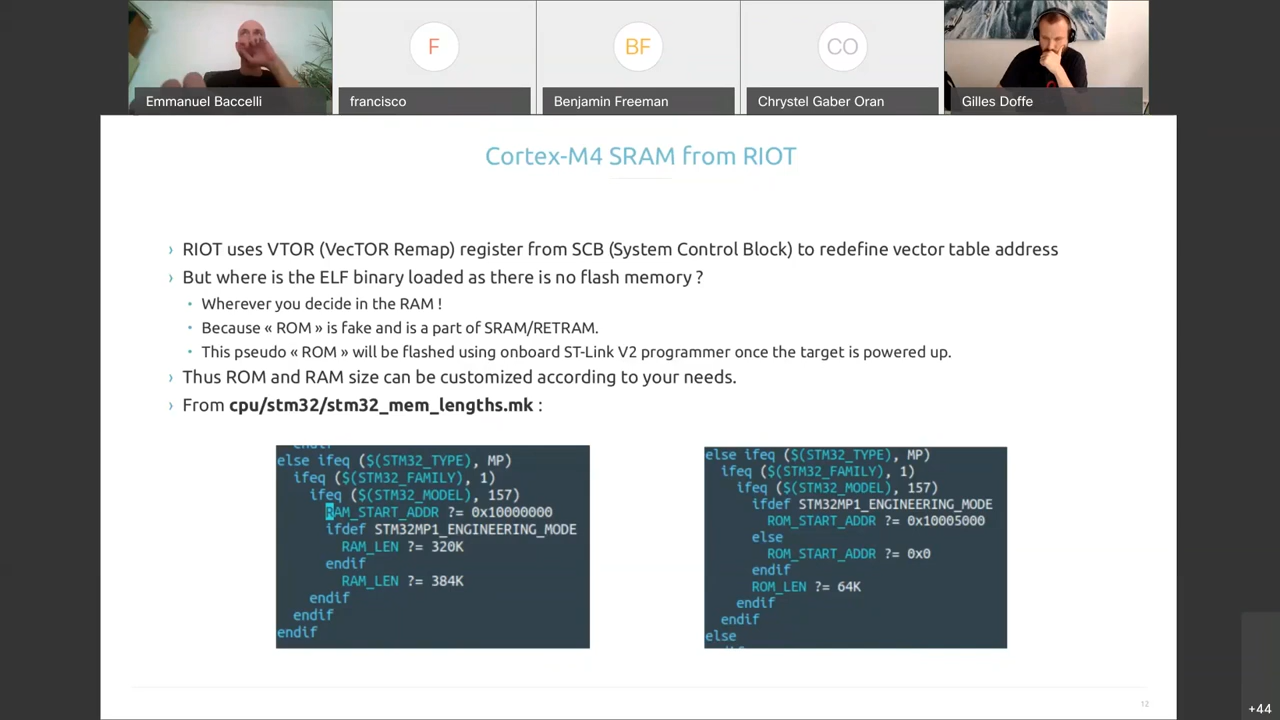 F
BF
CO
Emmanuel Baccelli
francisco
Benjamin Freeman
Chrystel Gaber Oran
Gilles Doffe
Cortex-M4 SRAM from RIOT
› RIOT uses VTOR (VecTOR Remap) register from SCB (System Control Block) to redefine vector table address
› But where is the ELF binary loaded as there is no flash memory ?
• Wherever you decide in the RAM !
• Because « ROM » is fake and is a part of SRAM/RETRAM.
• This pseudo « ROM » will be flashed using onboard ST-Link V2 programmer once the target is powered up.
› Thus ROM and RAM size can be customized according to your needs.
› From cpu/stm32/stm32_mem_lengths.mk :
endif
else ifeq ($(STM32_TYPE), MP)
ifeq ($(STM32_FAMILY), 1)
ifeq ($(STM32_MODEL), 157)
RAM_START_ADDR ?= 0x10000000
ifdef STM32MP1_ENGINEERING_MODE
RAM_LEN ?= 320K
endif
RAM_LEN ?= 384K
endif
endif
endif
else ifeq ($(STM32_TYPE), MP)
ifeq ($(STM32_FAMILY), 1)
ifeq ($(STM32_MODEL), 157)
ifdef STM32MP1_ENGINEERING_MODE
ROM_START_ADDR ?= 0x10005000
else
ROM_START_ADDR ?= 0x0
endif
ROM_LEN ?= 64K
endif
endif
else
12
+44